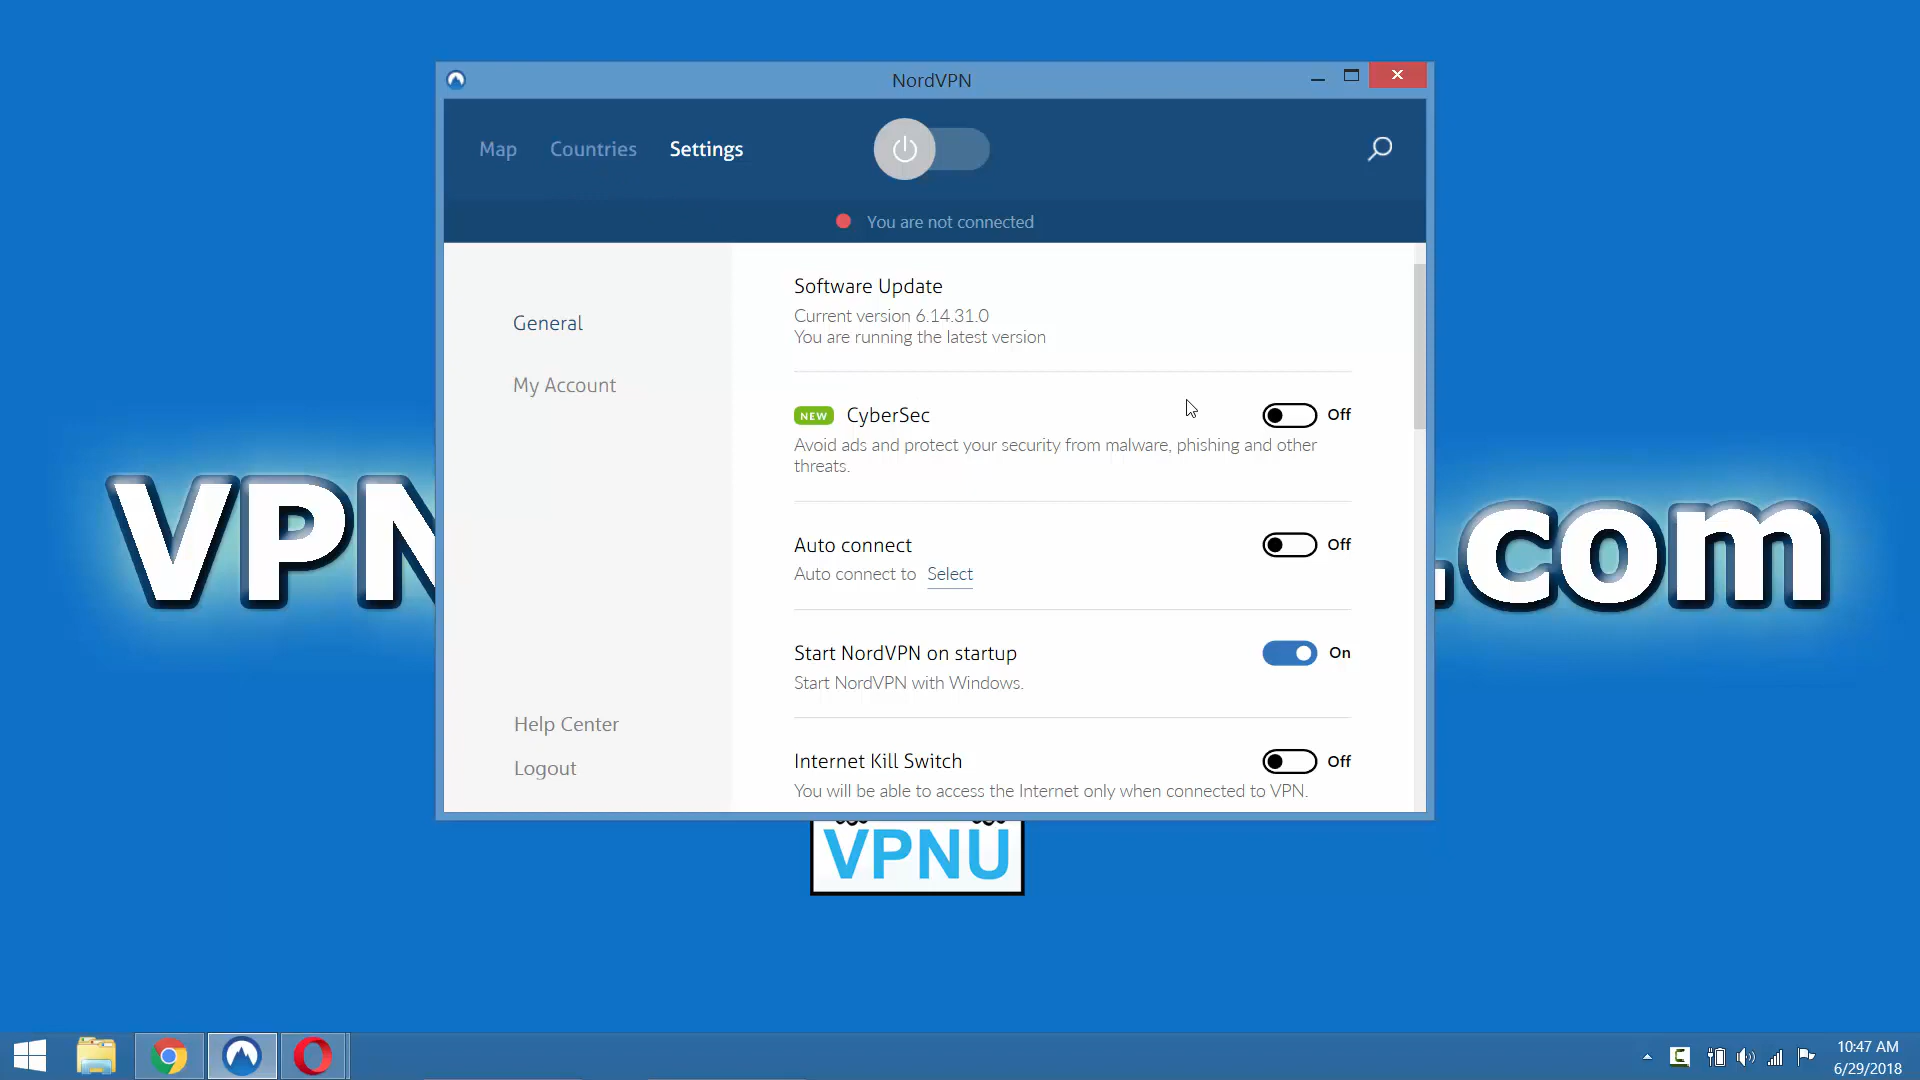 NordVPN
Map Countries Settings
You are not connected
General
My Account
Help Center
Logout
Software Update
Current version 6.14.31.0
You are running the latest version
NEW CyberSec Off
Avoid ads and protect your security from malware, phishing and other
threats.
Auto connect Off
Auto connect to Select
Start NordVPN on startup On
Start NordVPN with Windows.
Internet Kill Switch Off
You will be able to access the Internet only when connected to VPN.
VPN .com
VPNU
10:47 AM
6/29/2018